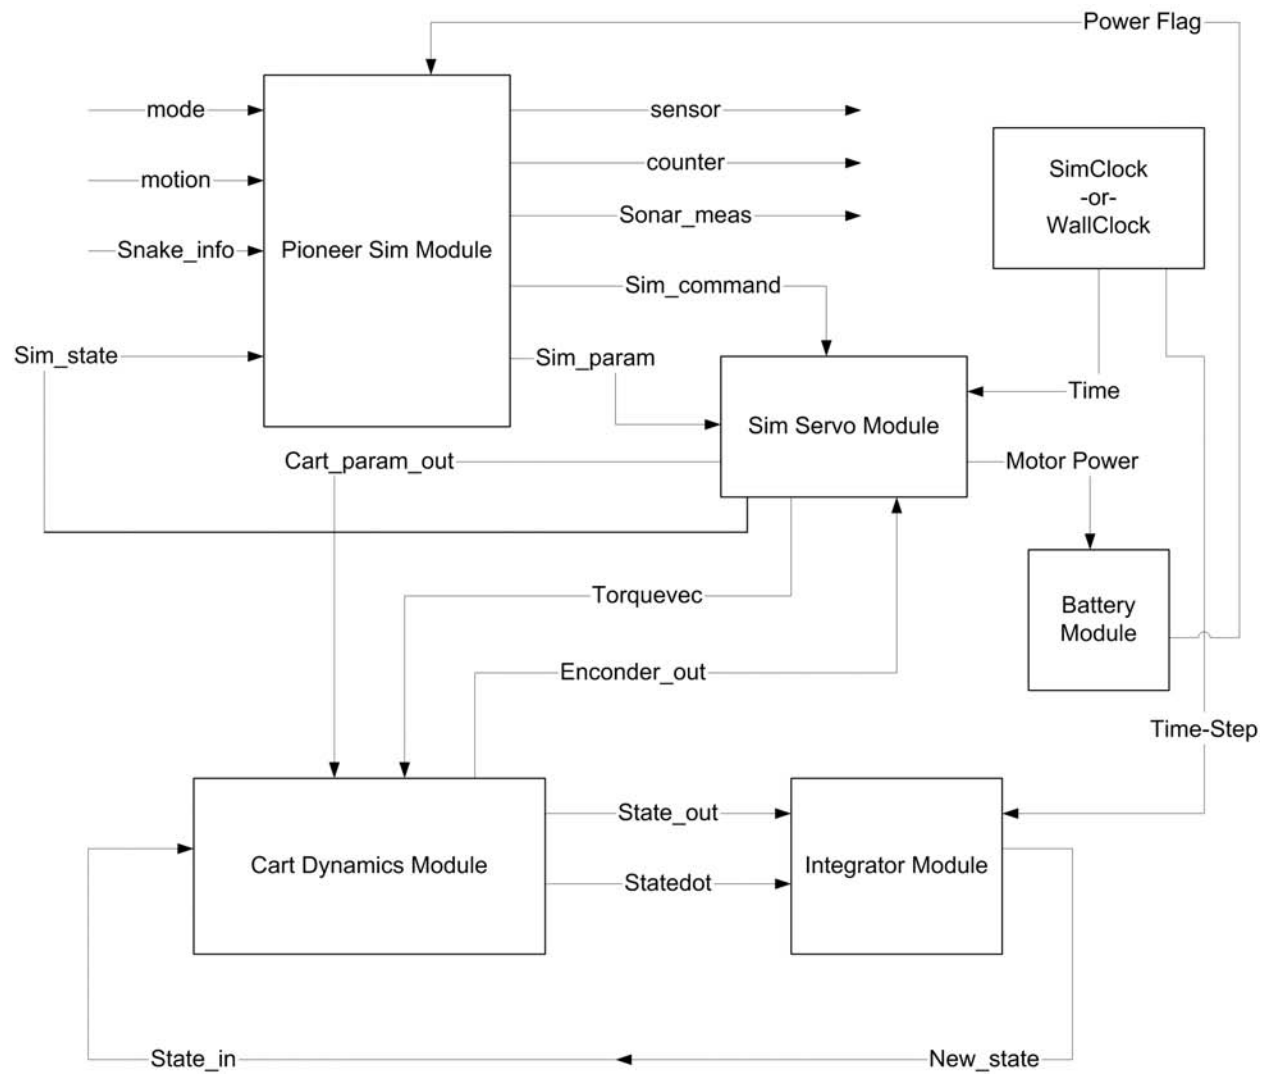 Power Flag
mode
sensor
motion
counter
SimClock
-or-
WallClock
Sonar_meas
Snake_info
Pioneer Sim Module
Sim_command
Sim_state
Sim_param
Time
Sim Servo Module
Cart_param_out
Motor Power
Torquevec
Battery
Module
Enconder_out
Time-Step
State_out
Cart Dynamics Module
Integrator Module
Statedot
State_in
New_state